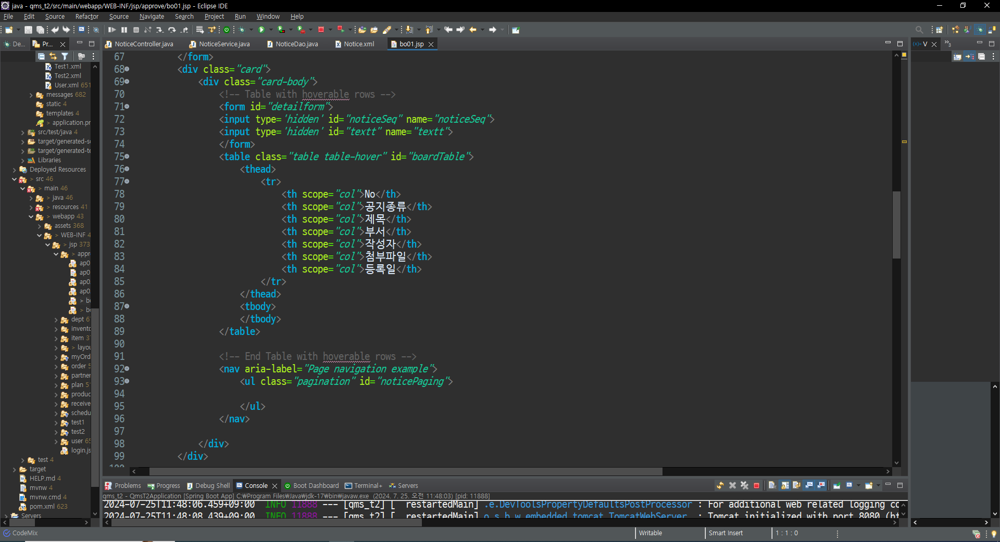 java - qms_t2/src/main/webapp/WEB-INF/jsp/approve/bo01.jsp - Eclipse IDE
File Edit Source Refactor Source Navigate Search Project Run Window Help
De... Pr...
NoticeController.java NoticeService.java NoticeDao.java Notice.xml bo01.jsp
(x)= V »3
Test1.xml
Test2.xml
User.xml 651
> messages 682
static 4
templates 4
> application.pr
> src/test/java 4
> target/generated-so
> target/generated-te
> Libraries
> Deployed Resources
> src 46
> main 46
> java 46
> resources 41
> webapp 43
assets 368
> WEB-INF 4
> jsp 373
> appr
ap0
ap0
ap0
ap0
> bo
> bo
dept 67
invento
item 37
> layou
myOrd
order 5
partner
plan 51
produc
receive
schedu
test1
test2
user 65
login.js
test 4
target
HELP.md 4
mvnw 4
mvnw.cmd 4
pom.xml 623
Servers
67 </form>
68 <div class="card">
69 <div class="card-body">
70 <!-- Table with hoverable rows -->
71 <form id="detailform">
72 <input type='hidden' id="noticeSeq" name="noticeSeq">
73 <input type='hidden' id="textt" name="textt">
74 </form>
75 <table class="table table-hover" id="boardTable">
76 <thead>
77 <tr>
78 <th scope="col">No</th>
79 <th scope="col">공지종류</th>
80 <th scope="col">제목</th>
81 <th scope="col">부서</th>
82 <th scope="col">작성자</th>
83 <th scope="col">첨부파일</th>
84 <th scope="col">등록일</th>
85 </tr>
86 </thead>
87 <tbody>
88 </tbody>
89 </table>
90
91 <!-- End Table with hoverable rows -->
92 <nav aria-label="Page navigation example">
93 <ul class="pagination" id="noticePaging">
94
95 </ul>
96 </nav>
97
98 </div>
99 </div>
100
Problems Progress Debug Shell Console Boot Dashboard Terminal+ Servers
qms_t2 - QmsT2Application [Spring Boot App] C:₩Program Files₩Java₩jdk-17₩bin₩javaw.exe (2024. 7. 25. 오전 11:48:03) [pid: 11888]
2024-07-25T11:48:06.459+09:00 INFO 11888 --- [qms_t2] [ restartedMain] .e.DevToolsPropertyDefaultsPostProcessor : For additional web related logging co
2024-07-25T11:48:08.439+09:00 INFO 11888 --- [qms_t2] [ restartedMain] o.s.b.w.embedded.tomcat.TomcatWebServer : Tomcat initialized with port 8080 (ht
CodeMix Writable Smart Insert 1 : 1 : 0